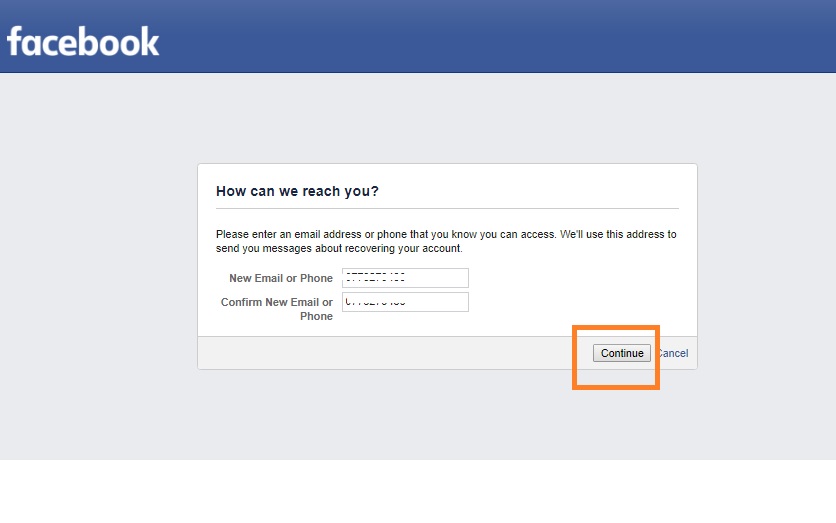 facebook
How can we reach you?
Please enter an email address or phone that you know you can access. We'll use this address to
send you messages about recovering your account.
New Email or Phone
Confirm New Email or
Phone
Continue
Cancel